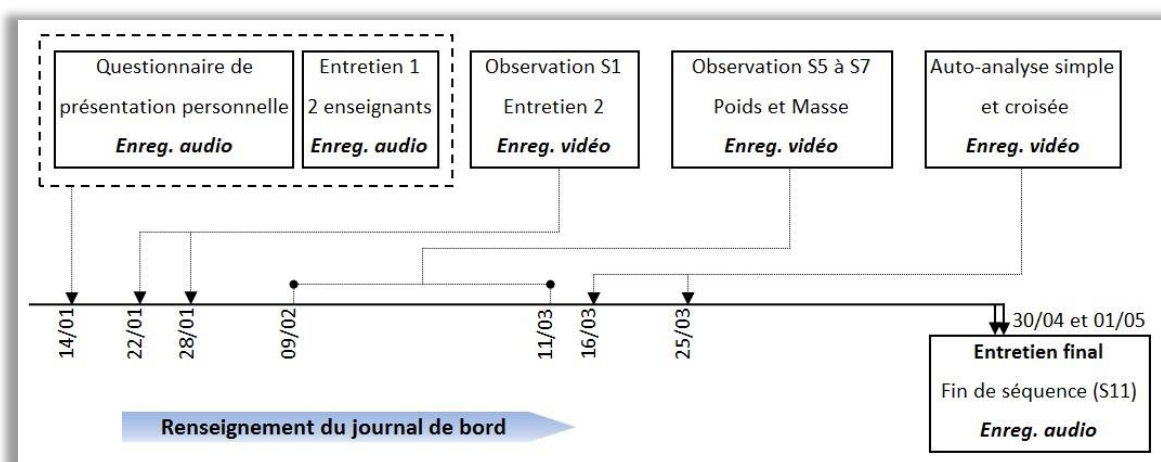 Questionnaire de
présentation personnelle
Enreg. audio
Entretien 1
2 enseignants
Enreg. audio
Observation S1
Entretien 2
Enreg. vidéo
Observation S5 à S7
Poids et Masse
Enreg. vidéo
Auto-analyse simple
et croisée
Enreg. vidéo
14/01
22/01
28/01
09/02
11/03
16/03
25/03
30/04 et 01/05
Entretien final
Fin de séquence (S11)
Enreg. audio
Renseignement du journal de bord